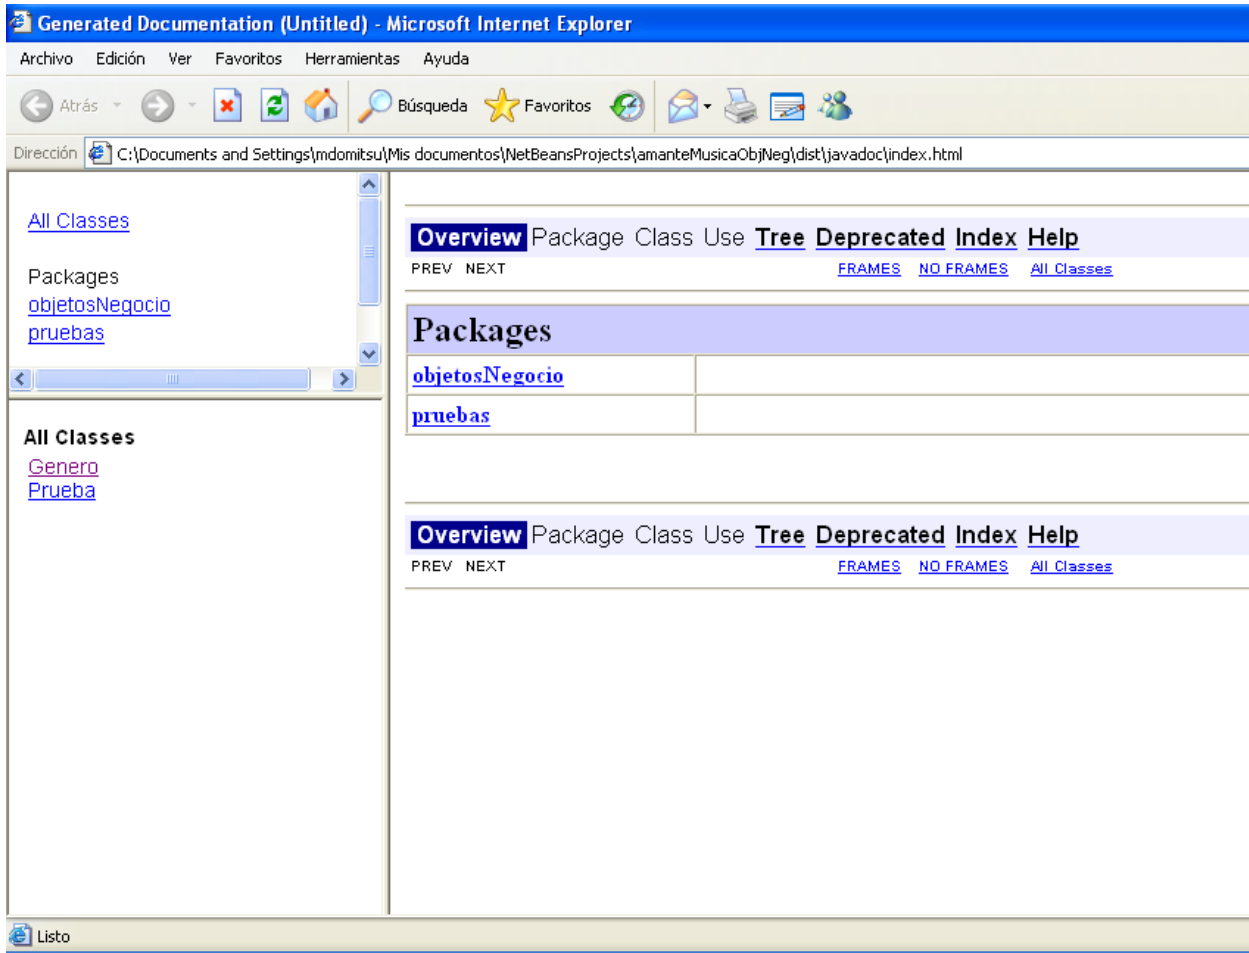 Generated Documentation (Untitled) - Microsoft Internet Explorer
Archivo Edición Ver Favoritos Herramientas Ayuda
Atrás Búsqueda Favoritos
Dirección C:\Documents and Settings\mdomitsu\Mis documentos\NetBeansProjects\amanteMusicaObjNeg\dist\javadoc\index.html
All Classes
Packages
objetosNegocio
pruebas
All Classes
Genero
Prueba
Overview Package Class Use Tree Deprecated Index Help
PREV NEXT FRAMES NO FRAMES All Classes
Packages
objetosNegocio
pruebas
Overview Package Class Use Tree Deprecated Index Help
PREV NEXT FRAMES NO FRAMES All Classes
Listo